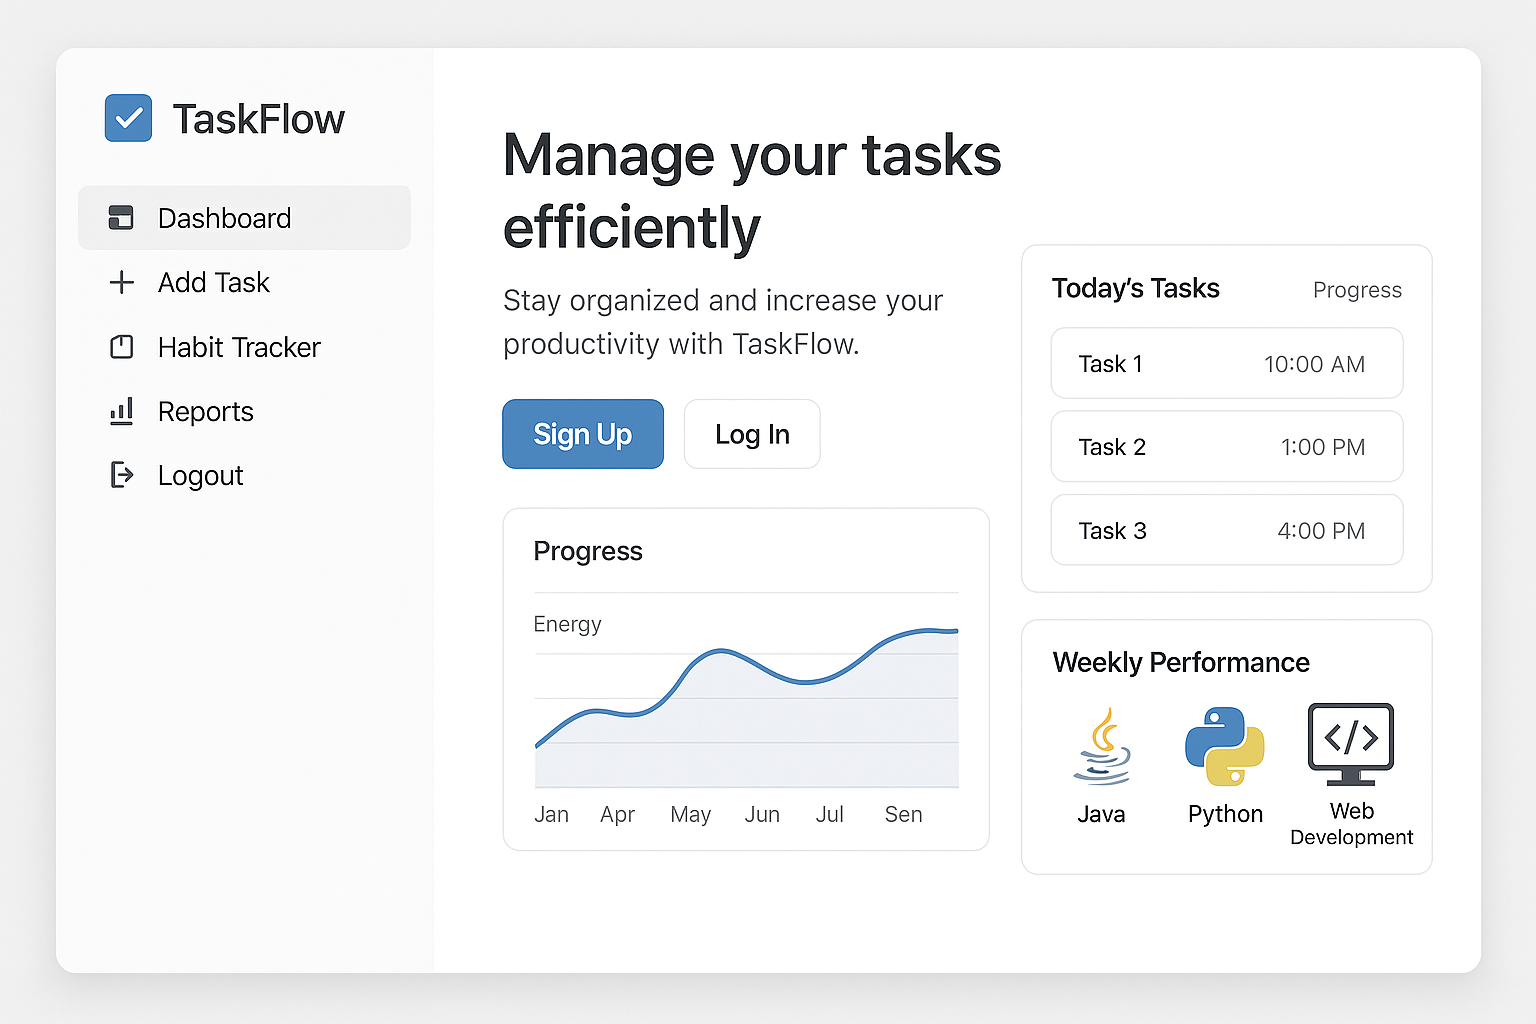 TaskFlow
Dashboard
Add Task
Habit Tracker
Reports
Logout
Manage your tasks
efficiently
Stay organized and increase your
productivity with TaskFlow.
Sign Up
Log In
Progress
Energy
Jan Apr May Jun Jul Sen
Today's Tasks Progress
Task 1 10:00 AM
Task 2 1:00 PM
Task 3 4:00 PM
Weekly Performance
</>
Java
Python
Web
Development